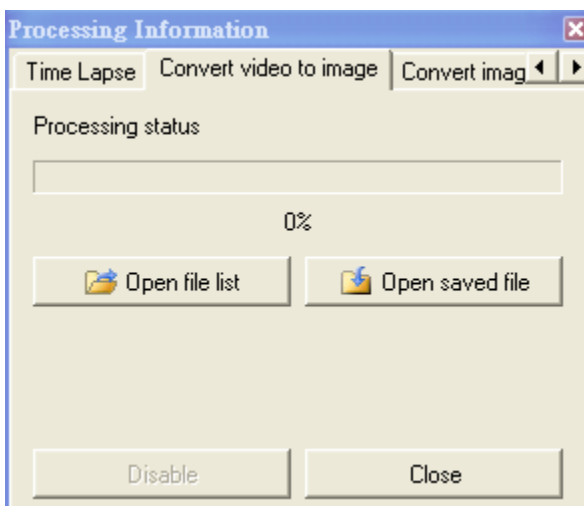 Processing Information
Time Lapse Convert video to image Convert imag
Processing status
0%
Open file list Open saved file
Disable Close